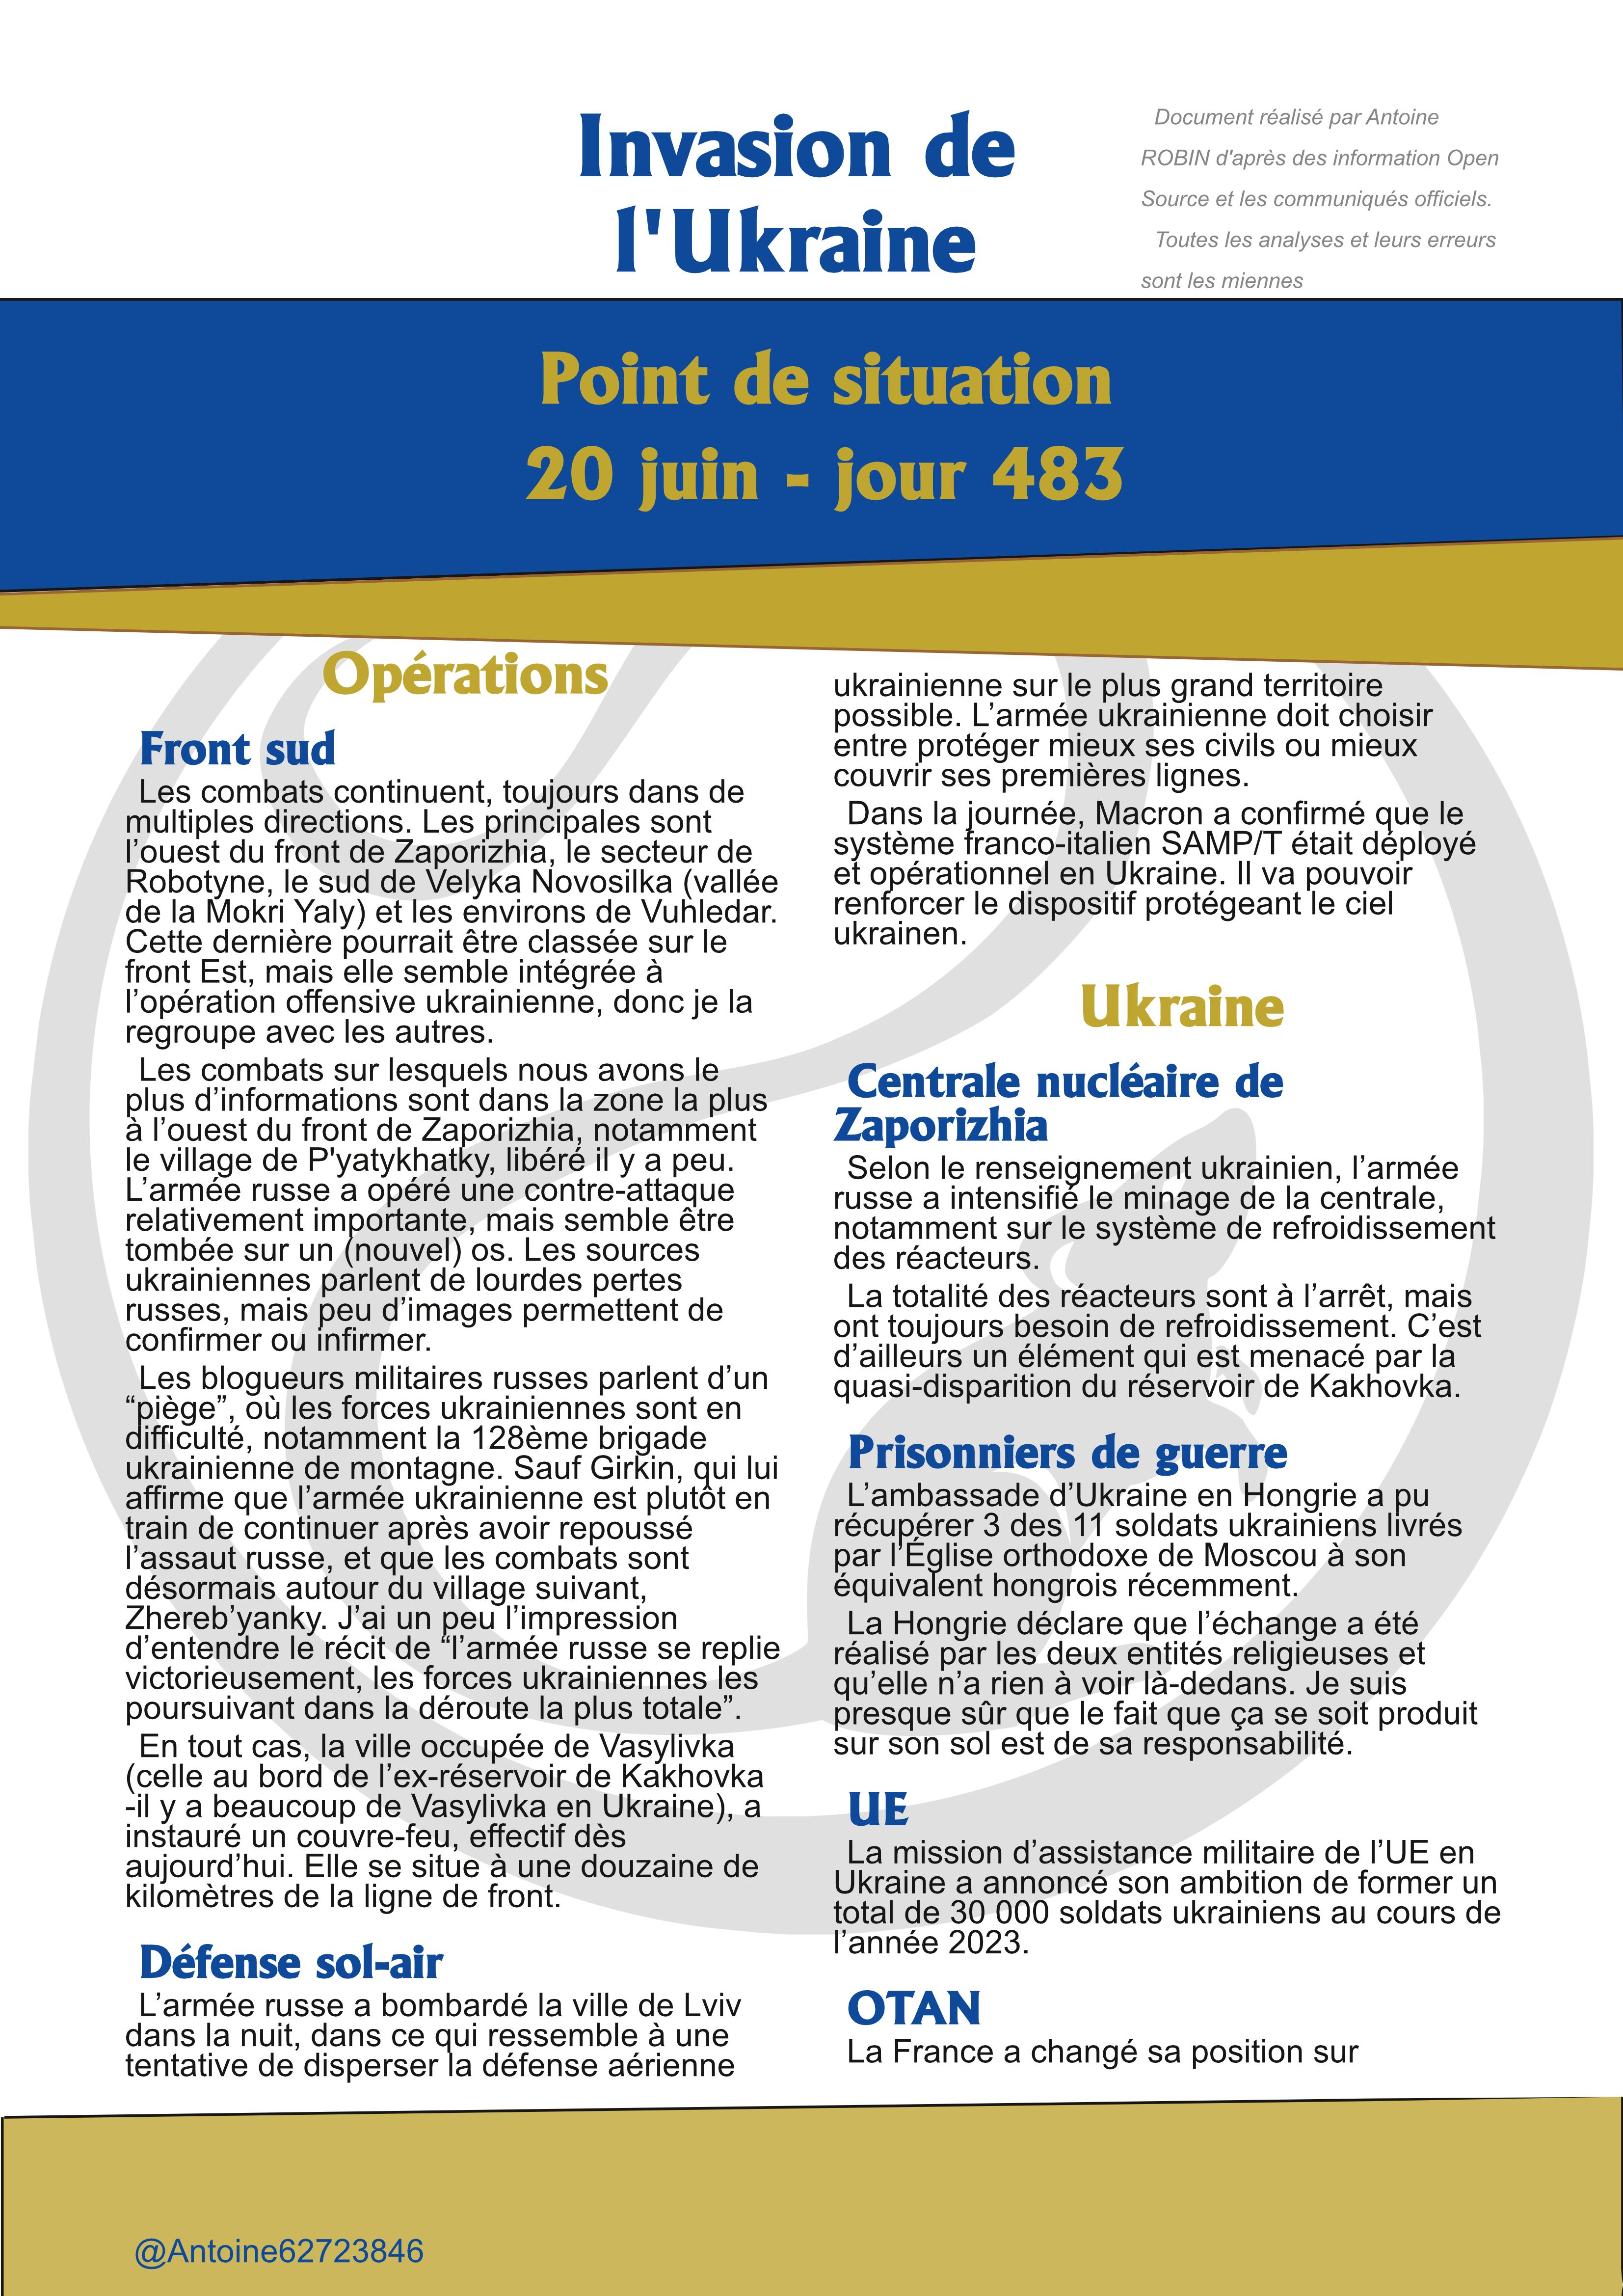 Invasion de
l'Ukraine
Document réalisé par Antoine
ROBIN d'après des information Open
Source et les communiqués officiels.
Toutes les analyses et leurs erreurs
sont les miennes
Point de situation
20 juin - jour 483
Opérations
Front sud
Les combats continuent, toujours dans de
multiples directions. Les principales sont
l’ouest du front de Zaporizhia, le secteur de
Robotyne, le sud de Velyka Novosilka (vallée
de la Mokri Yaly) et les environs de Vuhledar.
Cette dernière pourrait être classée sur le
front Est, mais elle semble intégrée à
l’opération offensive ukrainienne, donc je la
regroupe avec les autres.
Les combats sur lesquels nous avons le
plus d’informations sont dans la zone la plus
à l’ouest du front de Zaporizhia, notamment
le village de P'yatykhatky, libéré il y a peu.
L’armée russe a opéré une contre-attaque
relativement importante, mais semble être
tombée sur un (nouvel) os. Les sources
ukrainiennes parlent de lourdes pertes
russes, mais peu d’images permettent de
confirmer ou infirmer.
Les blogueurs militaires russes parlent d’un
“piège”, où les forces ukrainiennes sont en
difficulté, notamment la 128ème brigade
ukrainienne de montagne. Sauf Girkin, qui lui
affirme que l’armée ukrainienne est plutôt en
train de continuer après avoir repoussé
l’assaut russe, et que les combats sont
désormais autour du village suivant,
Zhereb’yanky. J’ai un peu l’impression
d’entendre le récit de “l’armée russe se replie
victorieusement, les forces ukrainiennes les
poursuivant dans la déroute la plus totale”.
En tout cas, la ville occupée de Vasylivka
(celle au bord de l’ex-réservoir de Kakhovka
-il y a beaucoup de Vasylivka en Ukraine), a
instauré un couvre-feu, effectif dès
aujourd’hui. Elle se situe à une douzaine de
kilomètres de la ligne de front.
Défense sol-air
L’armée russe a bombardé la ville de Lviv
dans la nuit, dans ce qui ressemble à une
tentative de disperser la défense aérienne
ukrainienne sur le plus grand territoire
possible. L’armée ukrainienne doit choisir
entre protéger mieux ses civils ou mieux
couvrir ses premières lignes.
Dans la journée, Macron a confirmé que le
système franco-italien SAMP/T était déployé
et opérationnel en Ukraine. Il va pouvoir
renforcer le dispositif protégeant le ciel
ukrainen.
Ukraine
Centrale nucléaire de
Zaporizhia
Selon le renseignement ukrainien, l’armée
russe a intensifié le minage de la centrale,
notamment sur le système de refroidissement
des réacteurs.
La totalité des réacteurs sont à l’arrêt, mais
ont toujours besoin de refroidissement. C’est
d’ailleurs un élément qui est menacé par la
quasi-disparition du réservoir de Kakhovka.
Prisonniers de guerre
L’ambassade d’Ukraine en Hongrie a pu
récupérer 3 des 11 soldats ukrainiens livrés
par l’Église orthodoxe de Moscou à son
équivalent hongrois récemment.
La Hongrie déclare que l’échange a été
réalisé par les deux entités religieuses et
qu’elle n’a rien à voir là-dedans. Je suis
presque sûr que le fait que ça se soit produit
sur son sol est de sa responsabilité.
UE
La mission d’assistance militaire de l’UE en
Ukraine a annoncé son ambition de former un
total de 30 000 soldats ukrainiens au cours de
l’année 2023.
OTAN
La France a changé sa position sur
@Antoine62723846